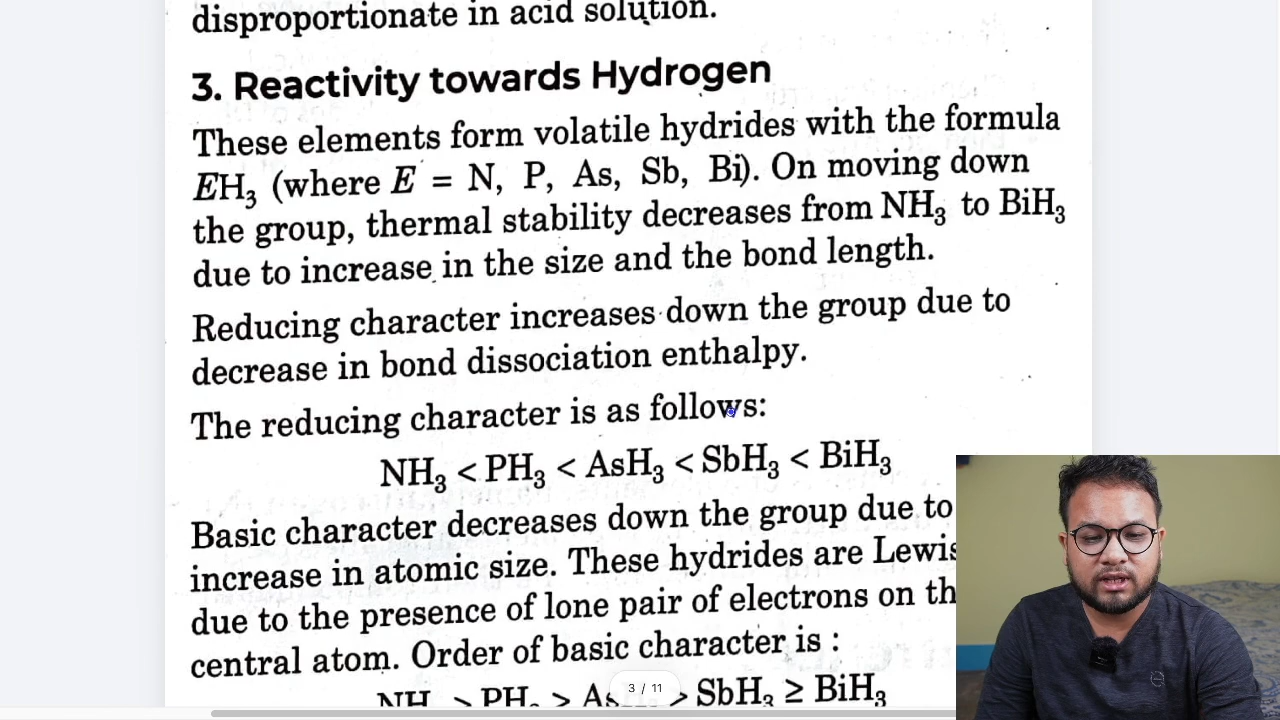 disproportionate in acid solution.
3. Reactivity towards Hydrogen
These elements form volatile hydrides with the formula
EH₃ (where E = N, P, As, Sb, Bi). On moving down
the group, thermal stability decreases from NH₃ to BiH₃
due to increase in the size and the bond length.
Reducing character increases down the group due to
decrease in bond dissociation enthalpy.
The reducing character is as follows:
NH₃ < PH₃ < AsH₃ < SbH₃ < BiH₃
Basic character decreases down the group due to
increase in atomic size. These hydrides are Lewis
due to the presence of lone pair of electrons on
central atom. Order of basic character is :
> PH > > SbH₃ ≥ BiH₃
3 / 11